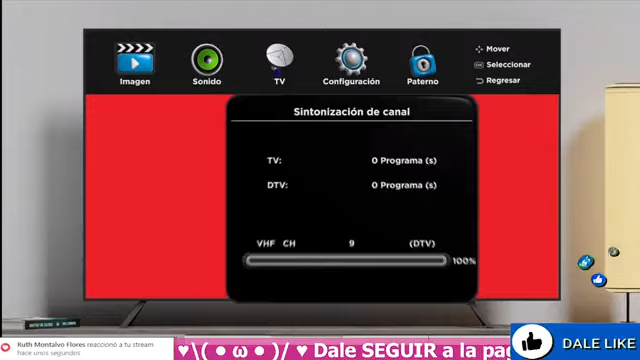 Imagen
Sonido
TV
Configuración
Paterno
Mover
OK Seleccionar
Regresar
Sintonización de canal
TV: 0 Programa (s)
DTV: 0 Programa (s)
VHF CH 9 (DTV)
100%
Ruth Montalvo Flores reaccionó a tu stream
hace unos segundos
♥\( • ω • )/ ♥ Dale SEGUIR a la pag
DALE LIKE